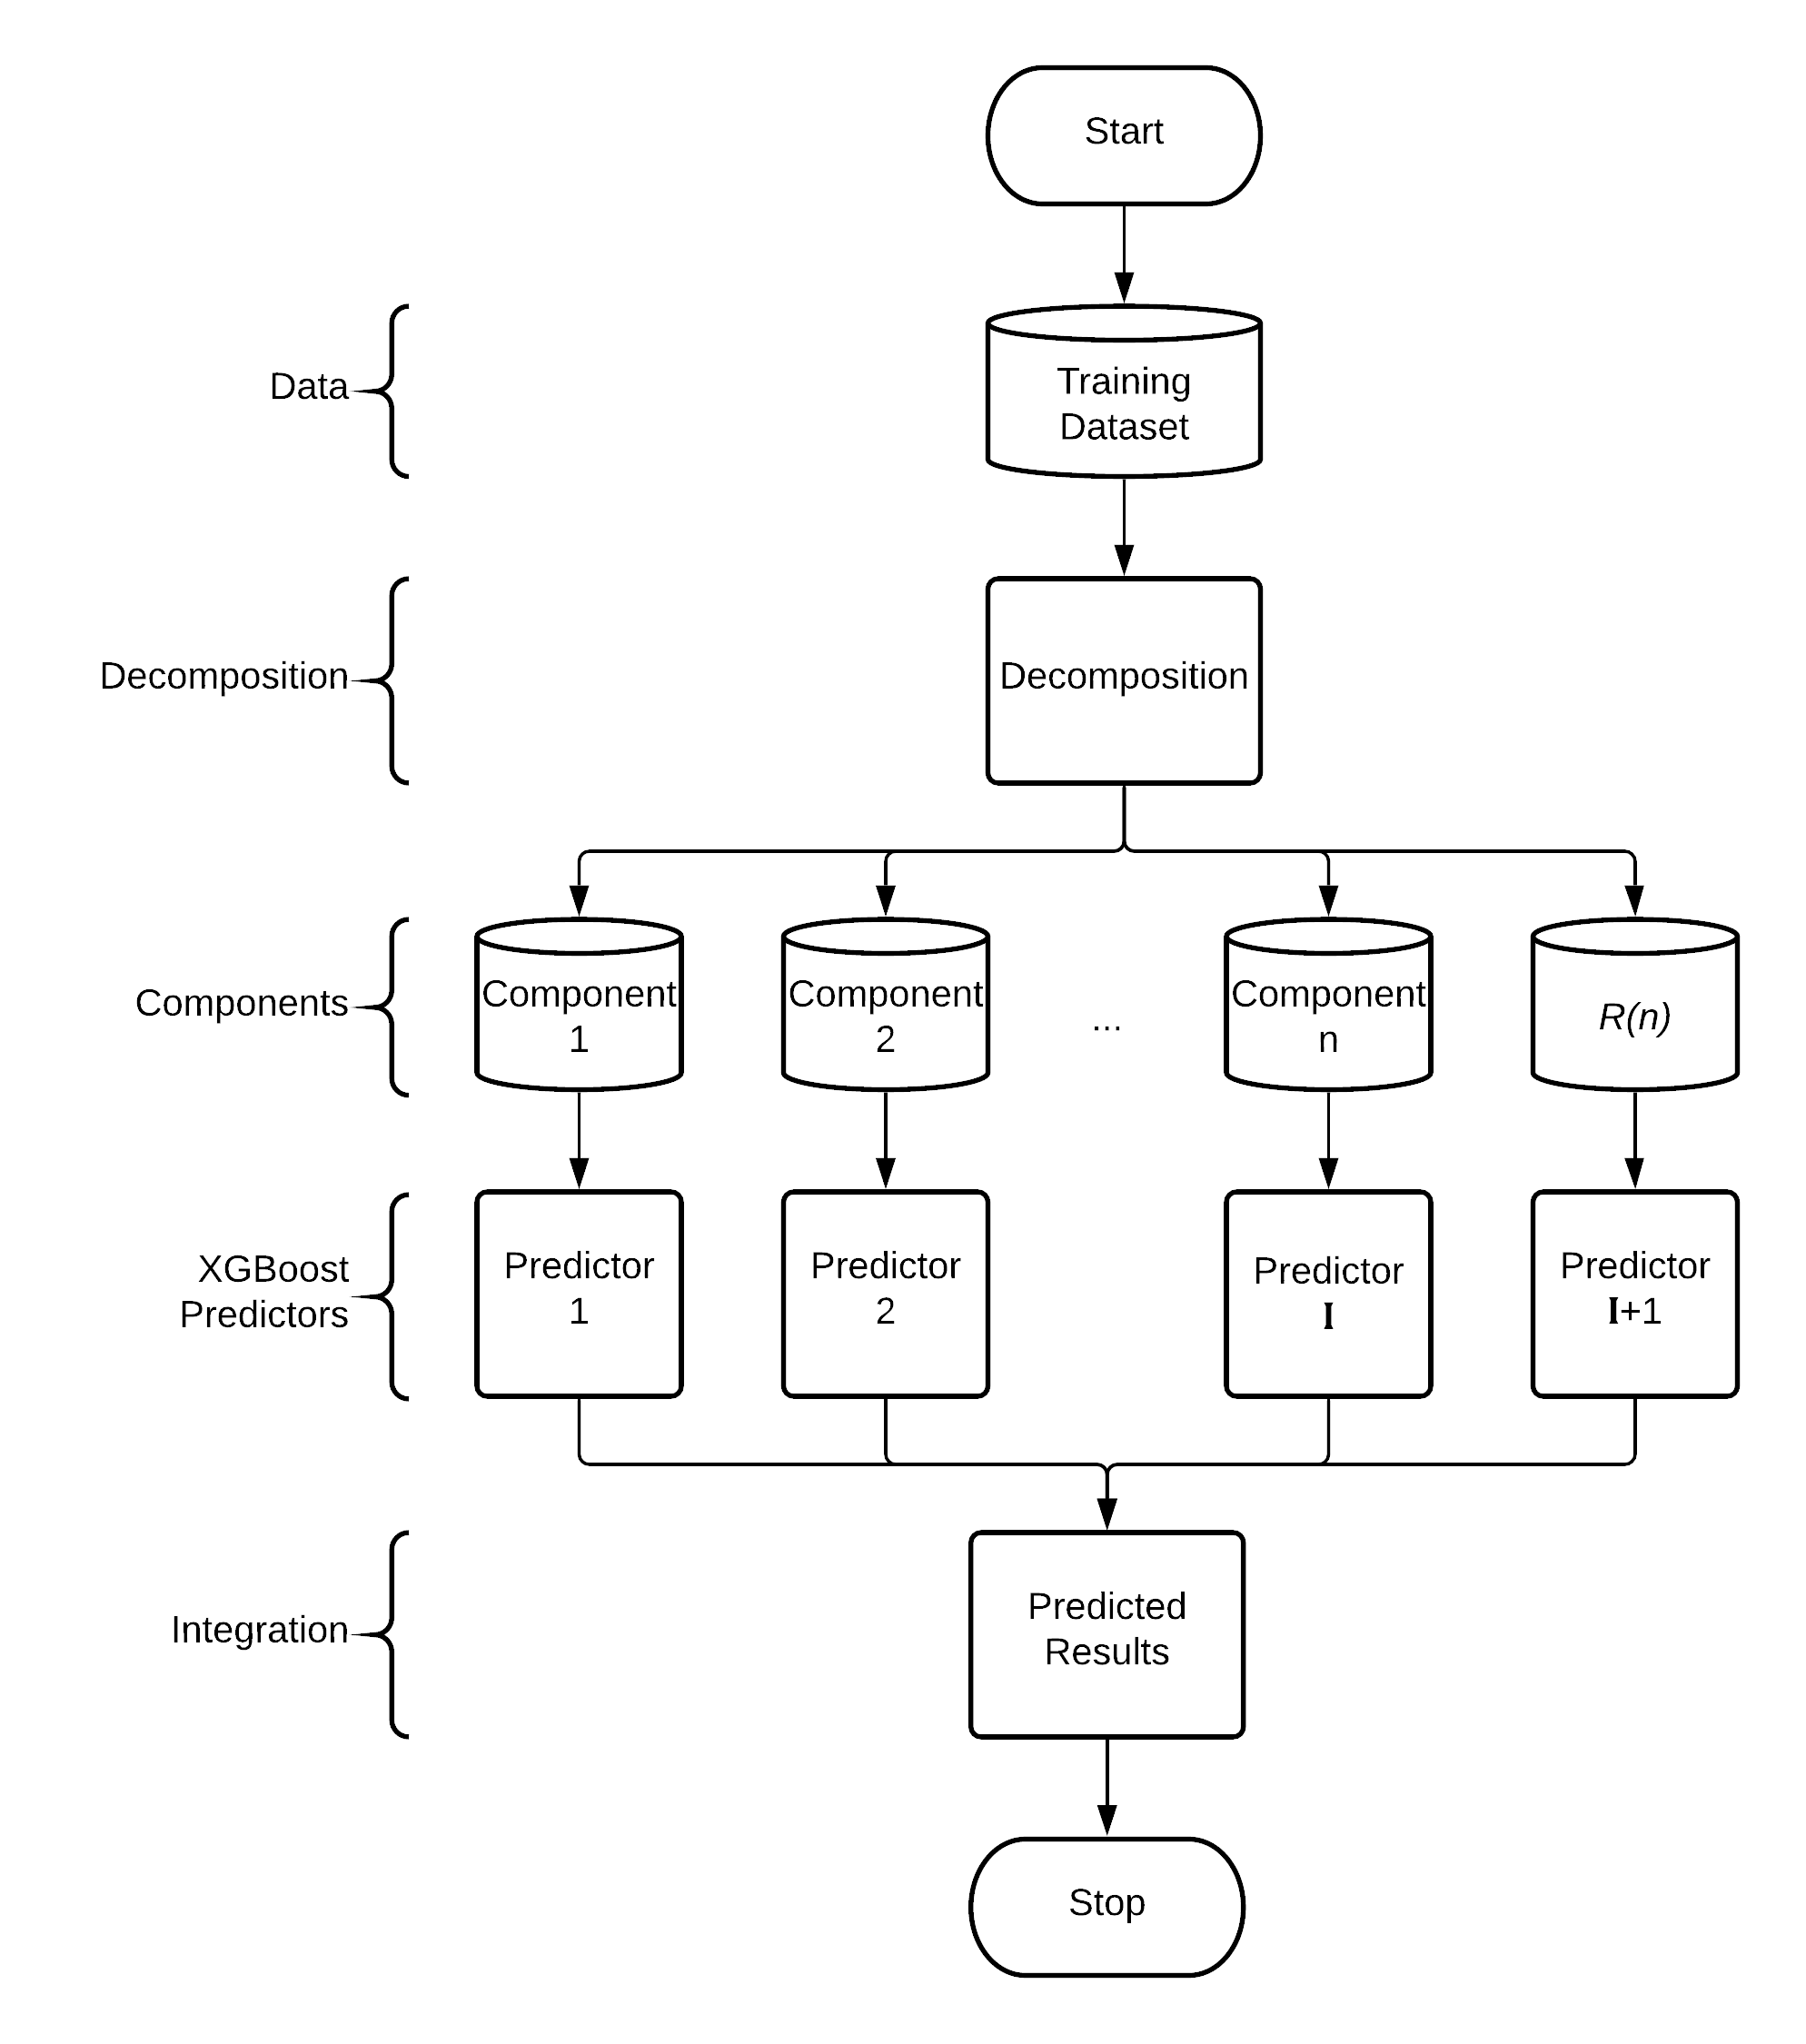 Start
Data
Training
Dataset
Decomposition
Decomposition
Components
Component
1
Component
2
...
Component
n
R(n)
XGBoost
Predictors
Predictor
1
Predictor
2
Predictor
I
Predictor
I+1
Integration
Predicted
Results
Stop